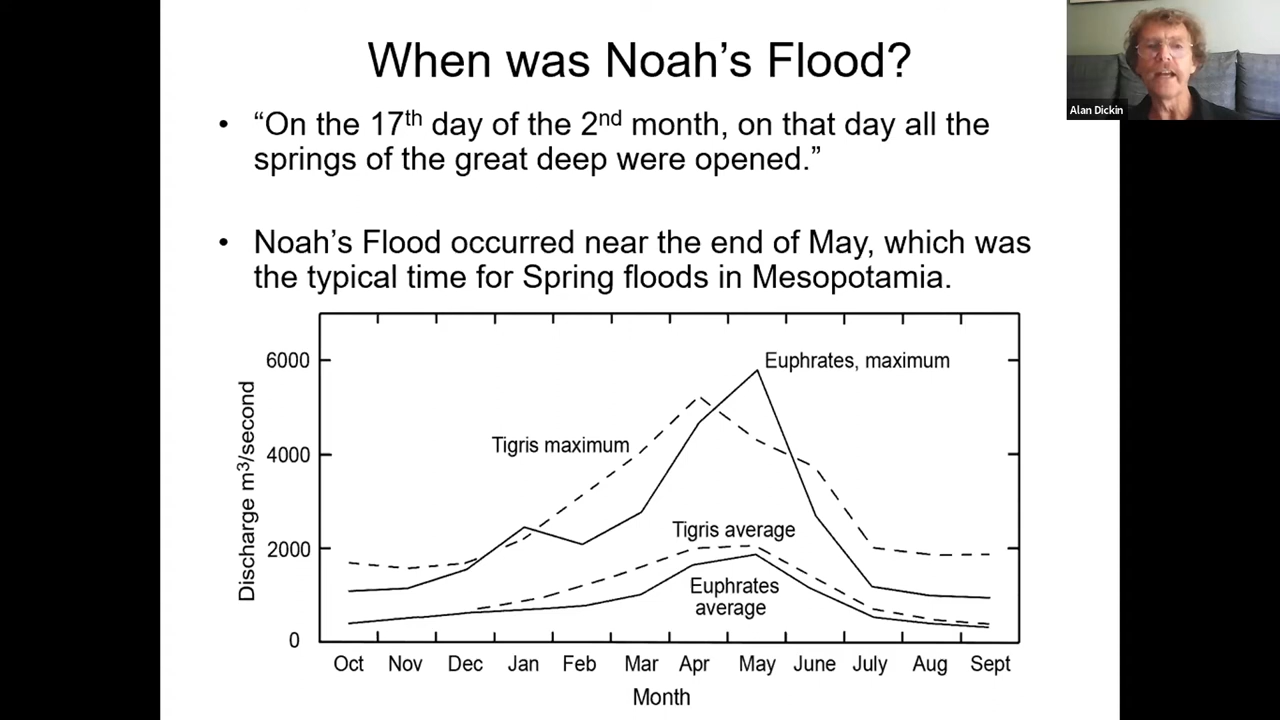 When was Noah's Flood?
Alan Dickin
• “On the 17th day of the 2nd month, on that day all the
springs of the great deep were opened.”
• Noah's Flood occurred near the end of May, which was
the typical time for Spring floods in Mesopotamia.
Discharge m³/second
6000
4000
2000
0
Euphrates, maximum
Tigris maximum
Tigris average
Euphrates
average
Oct Nov Dec Jan Feb Mar Apr May June July Aug Sept
Month